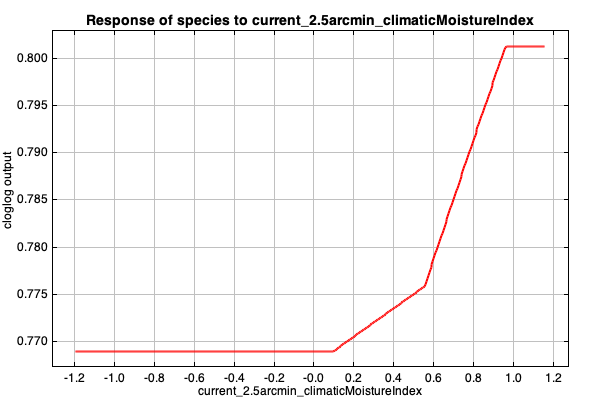 Response of species to current_2.5arcmin_climaticMoistureIndex
0.800
0.795
0.790
0.785
0.780
0.775
0.770
cloglog output
-1.2 -1.0 -0.8 -0.6 -0.4 -0.2 -0.0 0.2 0.4 0.6 0.8 1.0 1.2
current_2.5arcmin_climaticMoistureIndex